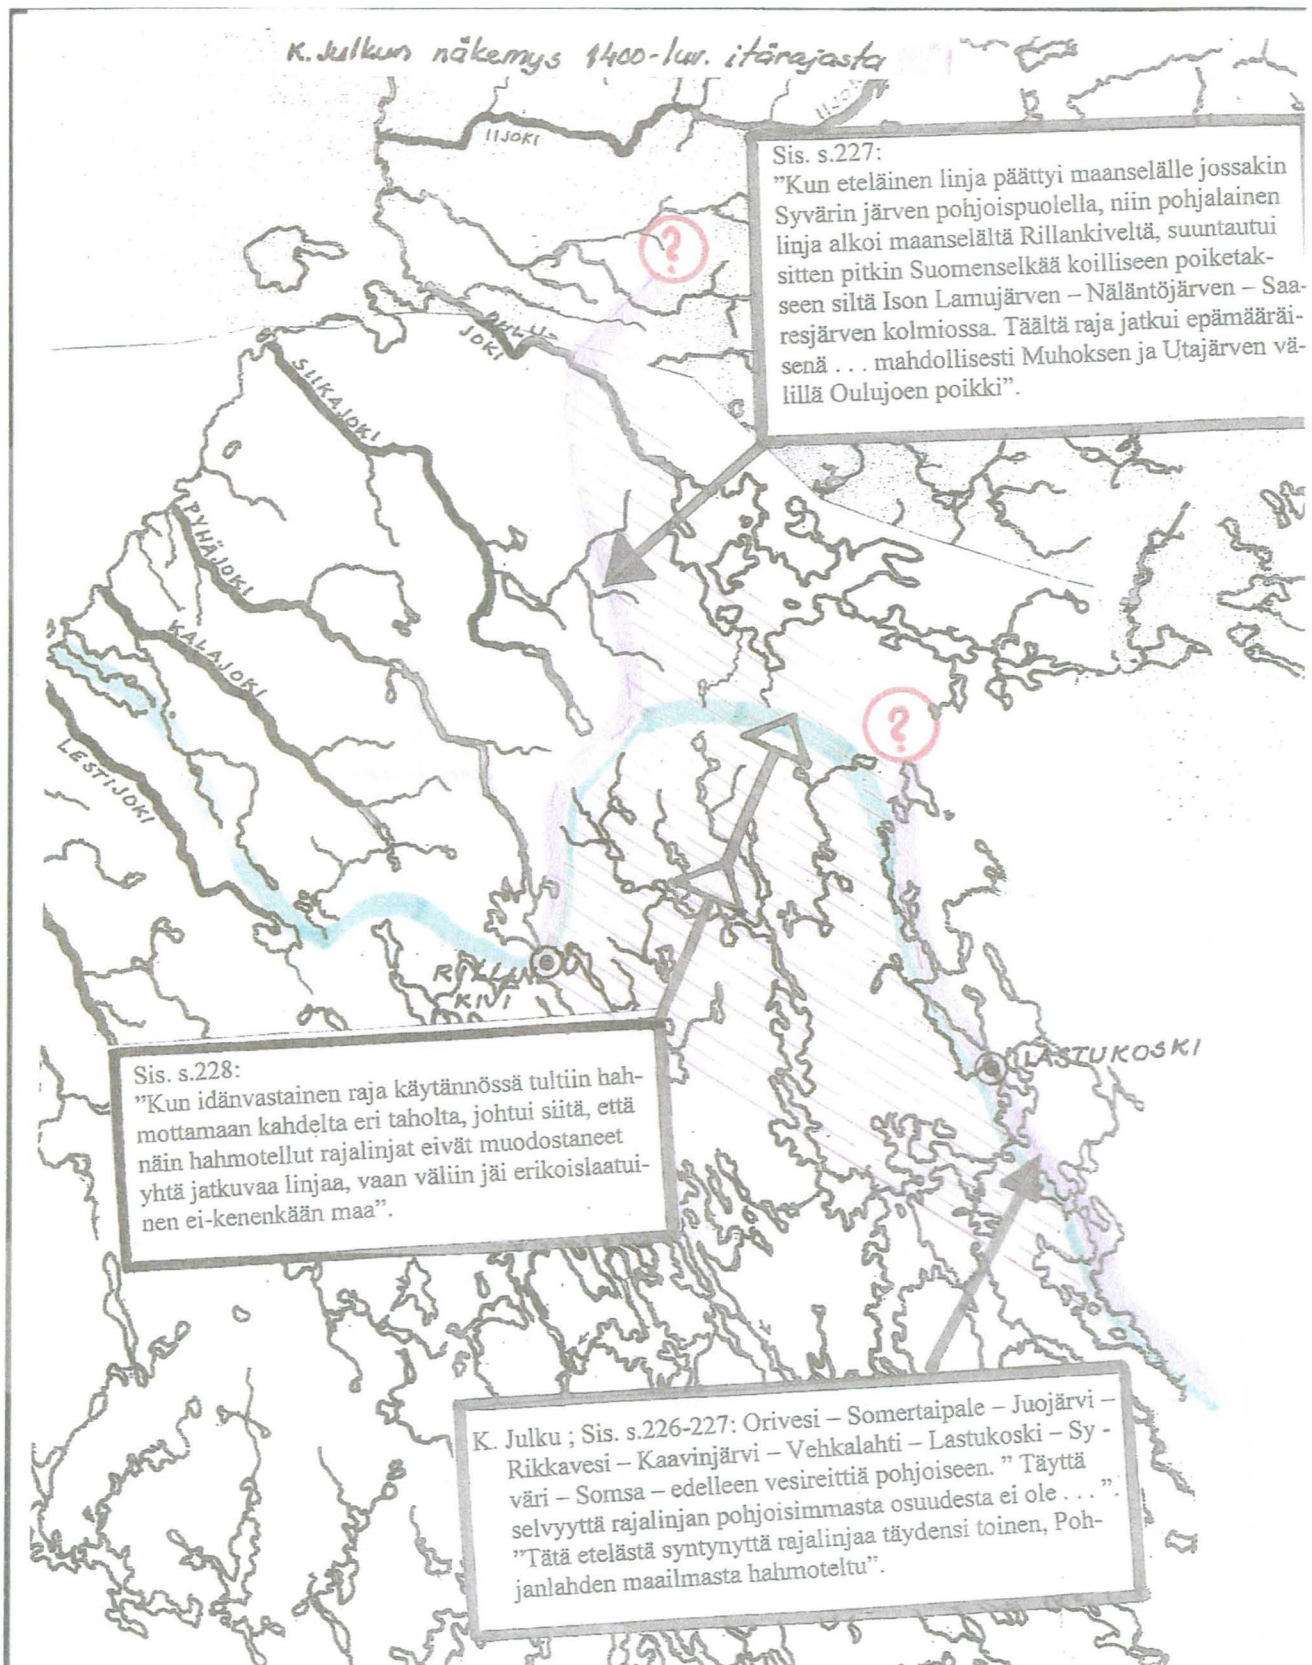 K. Julkun näkemys 1400-luv. itärajasta
IIJOKI
IIJOKI
Sis. s.227:
”Kun eteläinen linja päättyi maanselälle jossakin
Syvärin järven pohjoispuolella, niin pohjalainen
linja alkoi maanselältä Rillankiveltä, suuntautui
sitten pitkin Suomenselkää koilliseen poiketak-
seen siltä Ison Lamujärven – Näläntöjärven – Saa-
resjärven kolmiossa. Täältä raja jatkui epämääräi-
senä . . . mahdollisesti Muhoksen ja Utajärven vä-
lillä Oulujoen poikki”.
?
OULU-
JOKI
SIIKAJOKI
PYHÄJOKI
KALAJOKI
LESTIJOKI
?
RILLAN
KIVI
LASTUKOSKI
Sis. s.228:
”Kun idänvastainen raja käytännössä tultiin hah-
mottamaan kahdelta eri taholta, johtui siitä, että
näin hahmotellut rajalinjat eivät muodostaneet
yhtä jatkuvaa linjaa, vaan väliin jäi erikoislaatui-
nen ei-kenenkään maa”.
K. Julku ; Sis. s.226-227: Orivesi – Somertaipale – Juojärvi –
Rikkavesi – Kaavinjärvi – Vehkalahti – Lastukoski – Sy -
väri – Somsa – edelleen vesireittiä pohjoiseen. ” Täyttä
selvyyttä rajalinjan pohjoisimmasta osuudesta ei ole . . . ”.
”Tätä etelästä syntynyttä rajalinjaa täydensi toinen, Poh-
janlahden maailmasta hahmoteltu”.